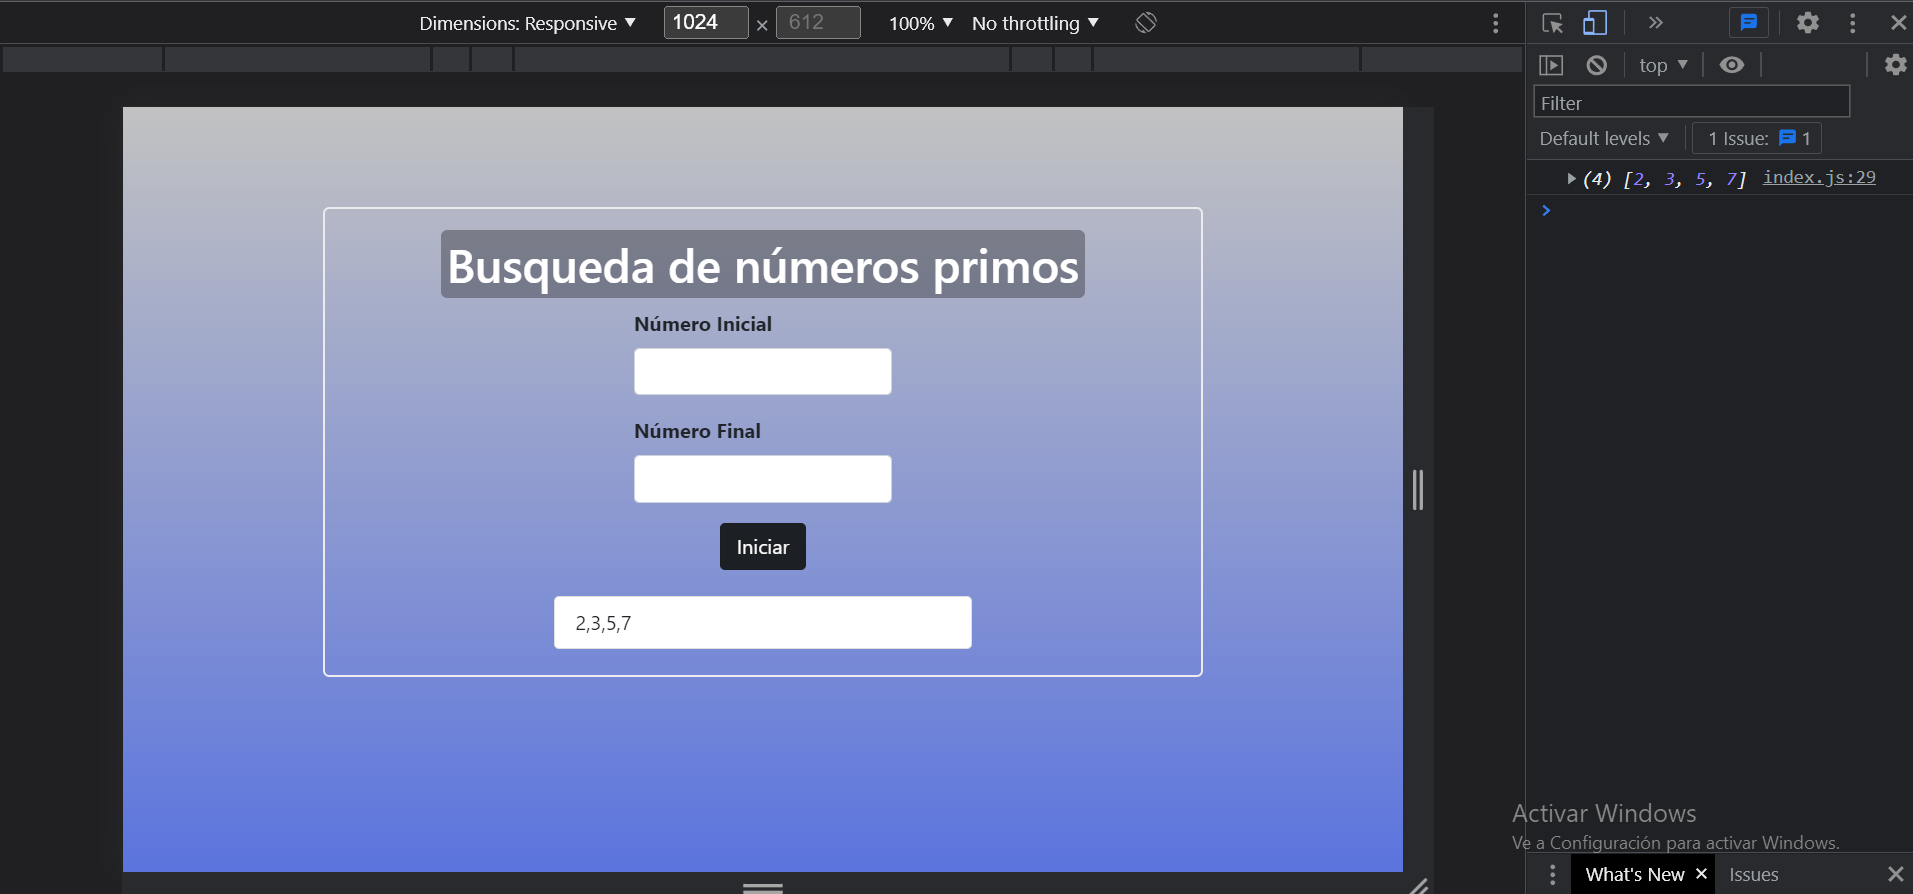 Dimensions: Responsive ▼ 1024 × 612 100% ▼ No throttling ▼
top ▼
Filter
Default levels ▼ 1 Issue: 1
(4) [2, 3, 5, 7] index.js:29
Busqueda de números primos
Número Inicial
Número Final
Iniciar
2,3,5,7
Activar Windows
Ve a Configuración para activar Windows.
What's New × Issues